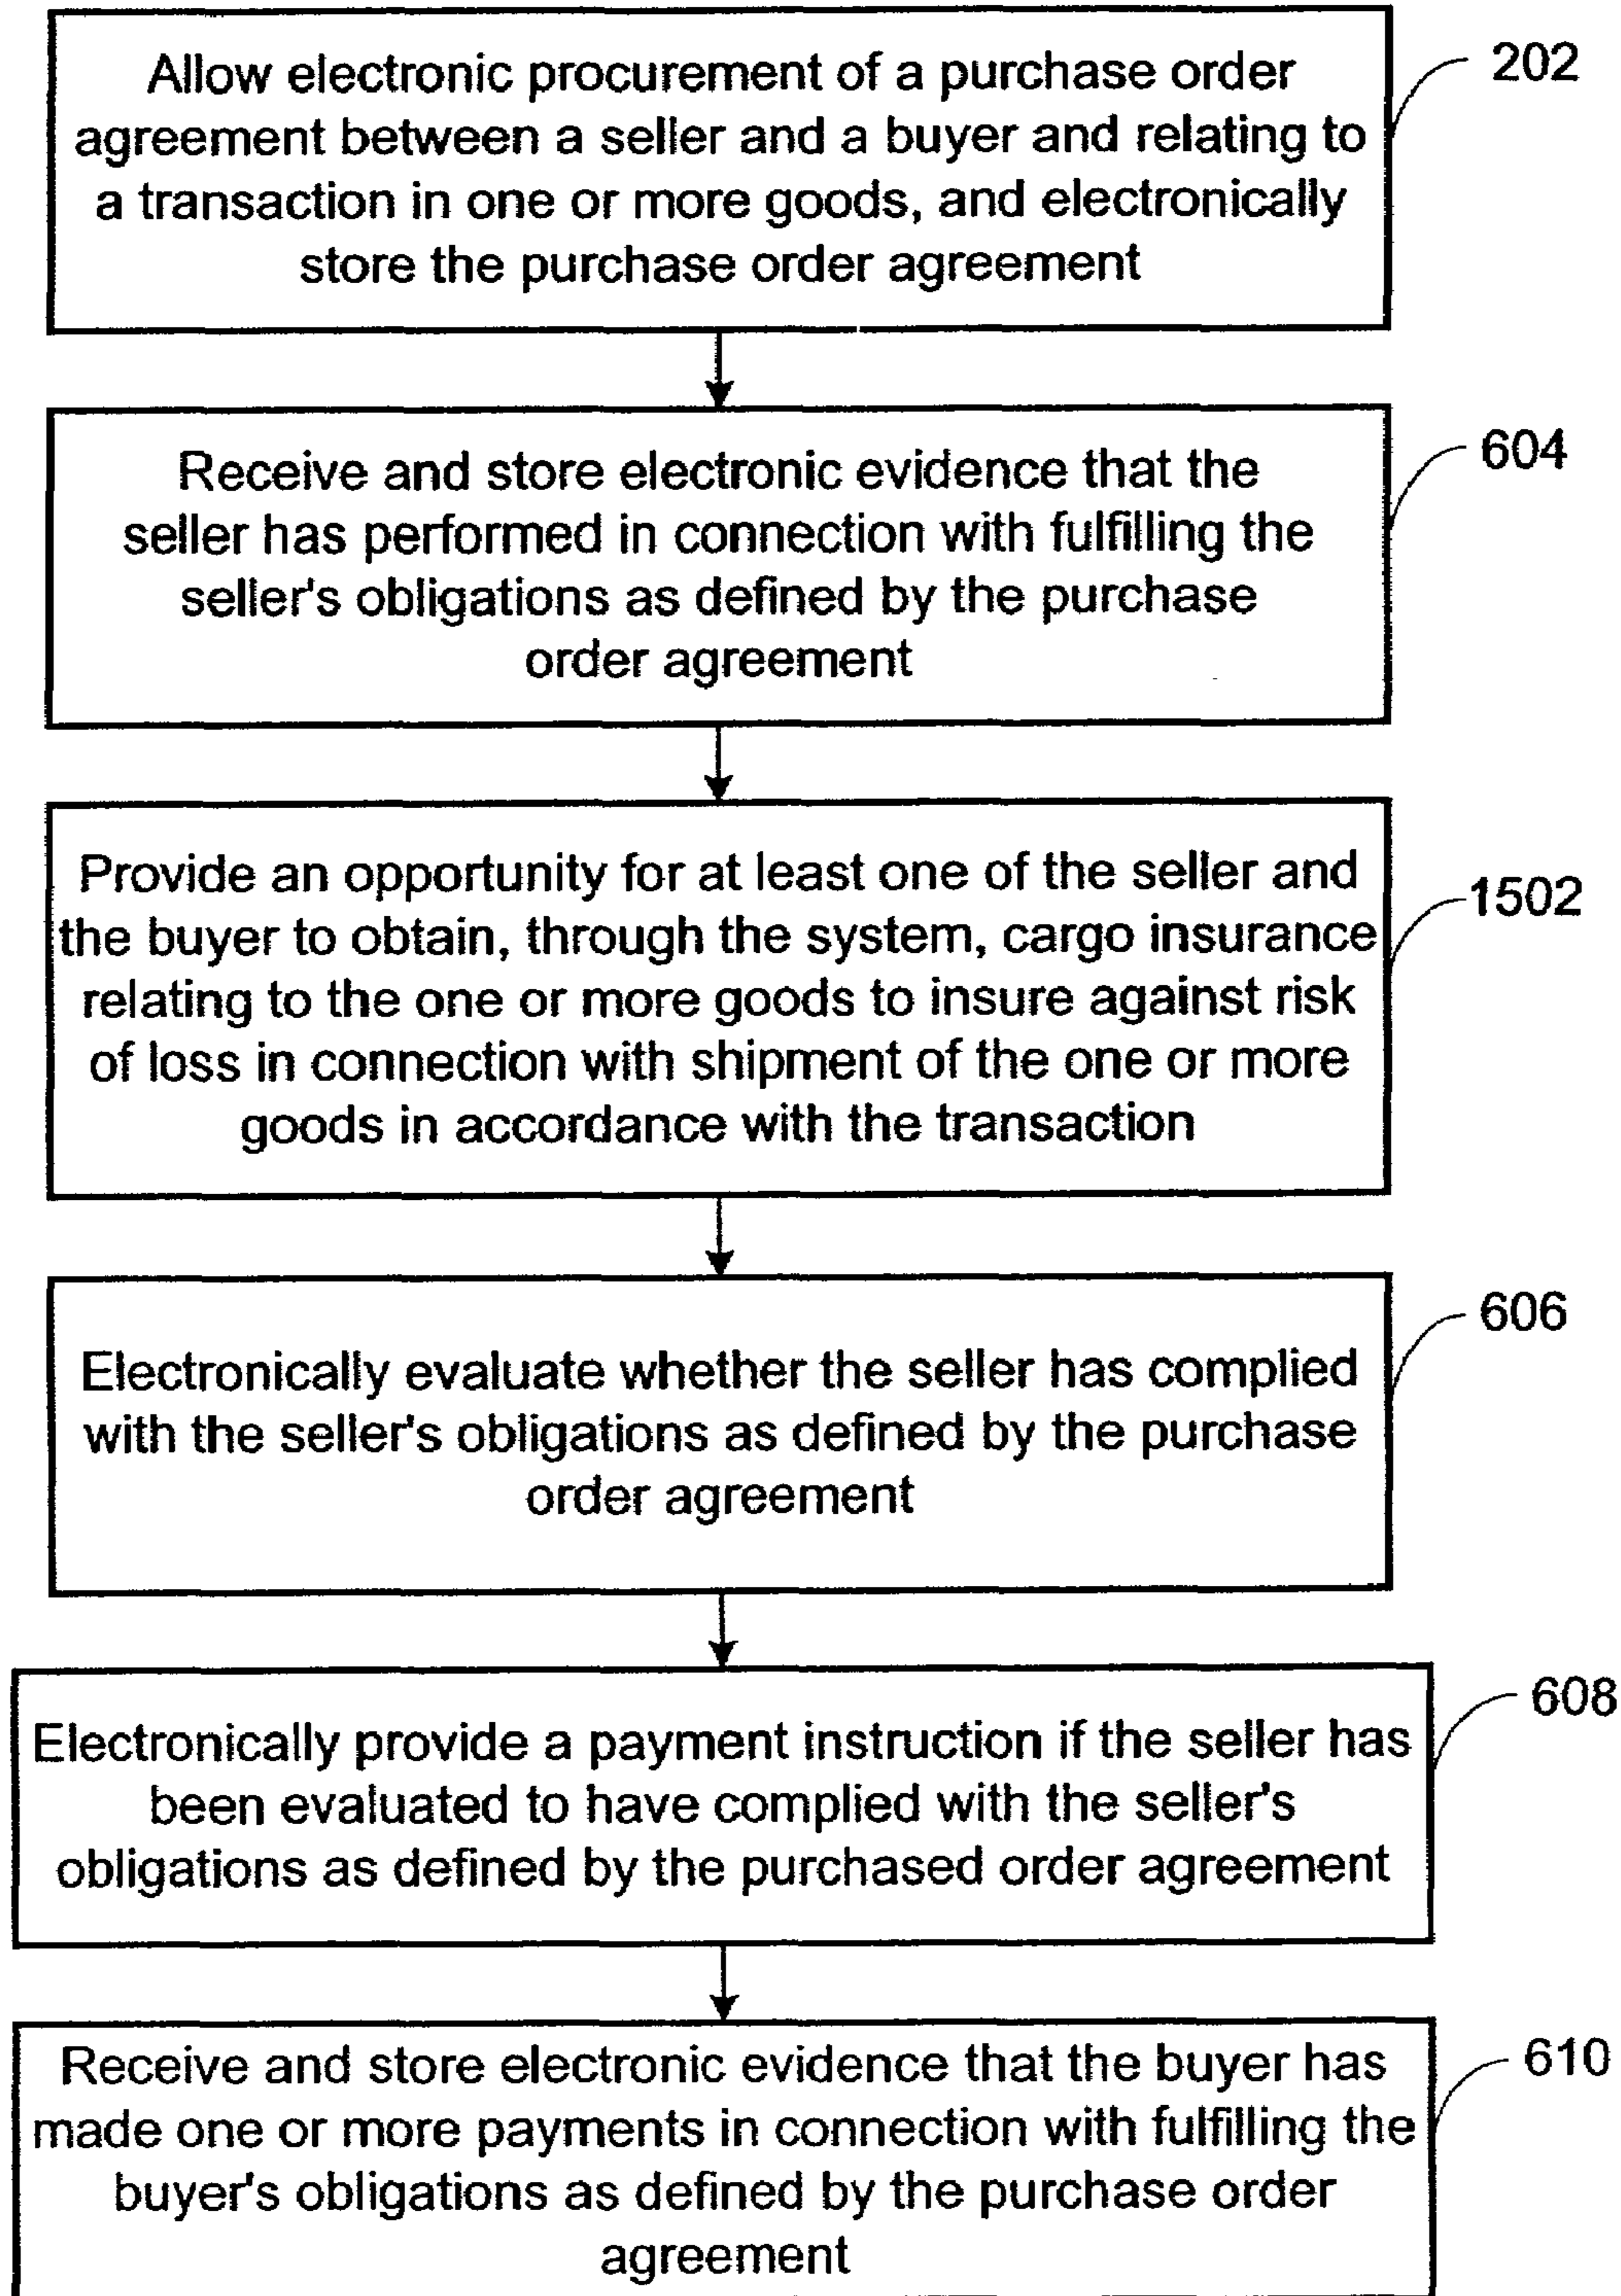 Allow electronic procurement of a purchase order
agreement between a seller and a buyer and relating to
a transaction in one or more goods, and electronically
store the purchase order agreement
202
Receive and store electronic evidence that the
seller has performed in connection with fulfilling the
seller's obligations as defined by the purchase
order agreement
604
Provide an opportunity for at least one of the seller and
the buyer to obtain, through the system, cargo insurance
relating to the one or more goods to insure against risk
of loss in connection with shipment of the one or more
goods in accordance with the transaction
1502
Electronically evaluate whether the seller has complied
with the seller's obligations as defined by the purchase
order agreement
606
Electronically provide a payment instruction if the seller has
been evaluated to have complied with the seller's
obligations as defined by the purchased order agreement
608
Receive and store electronic evidence that the buyer has
made one or more payments in connection with fulfilling the
buyer's obligations as defined by the purchase order
agreement
610